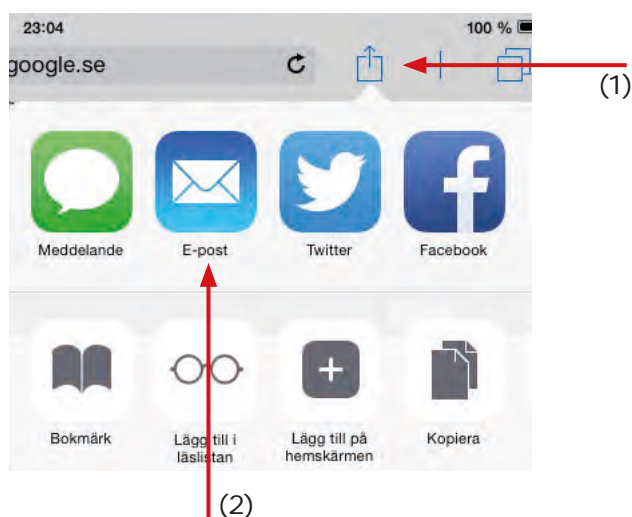 23:04
100 %
google.se
(1)
Meddelande
E-post
Twitter
Facebook
Bokmärk
Lägg till i
läslistan
Lägg till på
hemskärmen
Kopiera
(2)